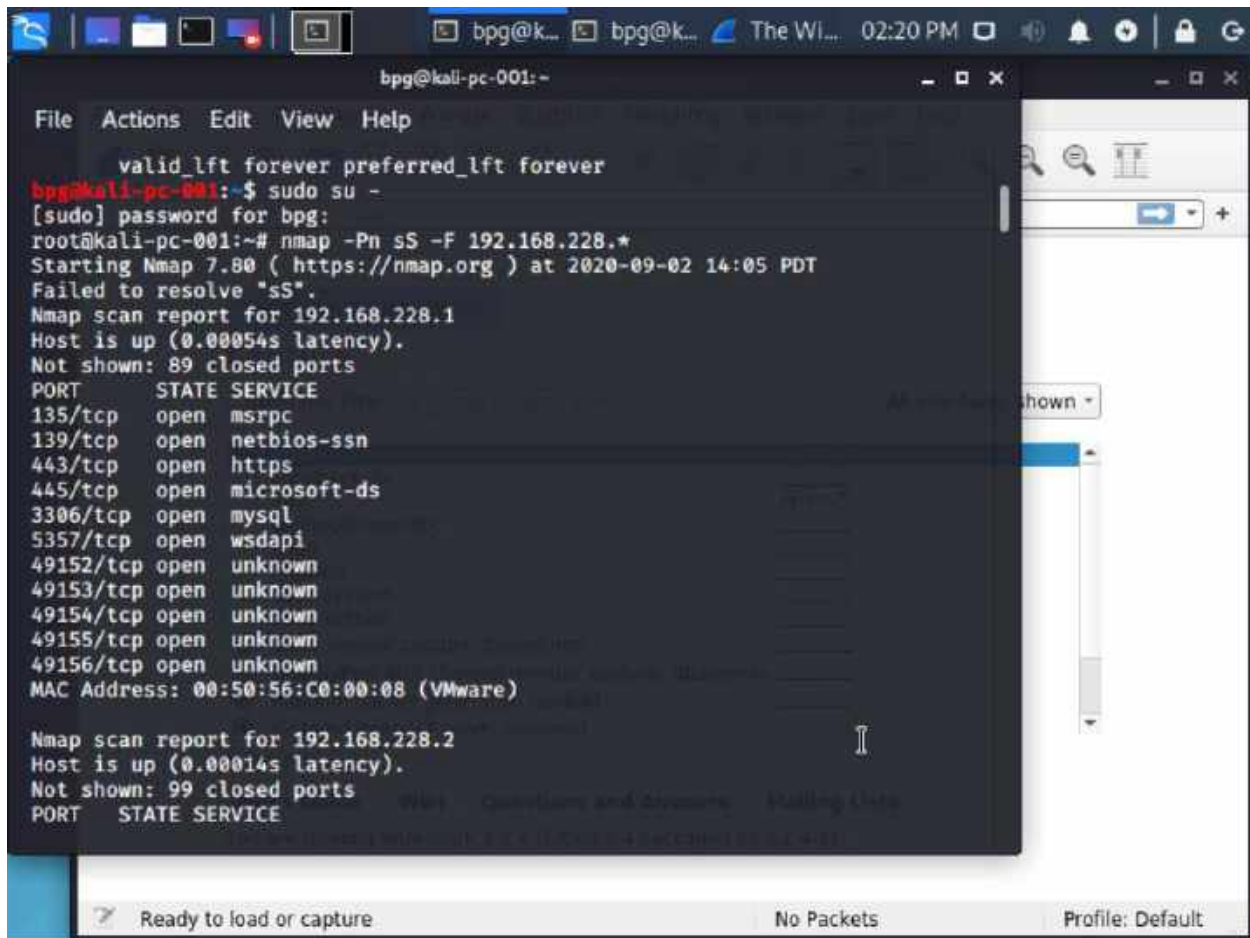 bpg@k... bpg@k... The Wi... 02:20 PM
bpg@kali-pc-001: ~
File Actions Edit View Help
valid_lft forever preferred_lft forever
bpg@kali-pc-001:~$ sudo su -
[sudo] password for bpg:
root@kali-pc-001:~# nmap -Pn sS -F 192.168.228.*
Starting Nmap 7.80 ( https://nmap.org ) at 2020-09-02 14:05 PDT
Failed to resolve "sS".
Nmap scan report for 192.168.228.1
Host is up (0.00054s latency).
Not shown: 89 closed ports
PORT STATE SERVICE
135/tcp open msrpc
139/tcp open netbios-ssn
443/tcp open https
445/tcp open microsoft-ds
3306/tcp open mysql
5357/tcp open wsdapi
49152/tcp open unknown
49153/tcp open unknown
49154/tcp open unknown
49155/tcp open unknown
49156/tcp open unknown
MAC Address: 00:50:56:C0:00:08 (VMware)
Nmap scan report for 192.168.228.2
Host is up (0.00014s latency).
Not shown: 99 closed ports
PORT STATE SERVICE
shown
Ready to load or capture No Packets Profile: Default